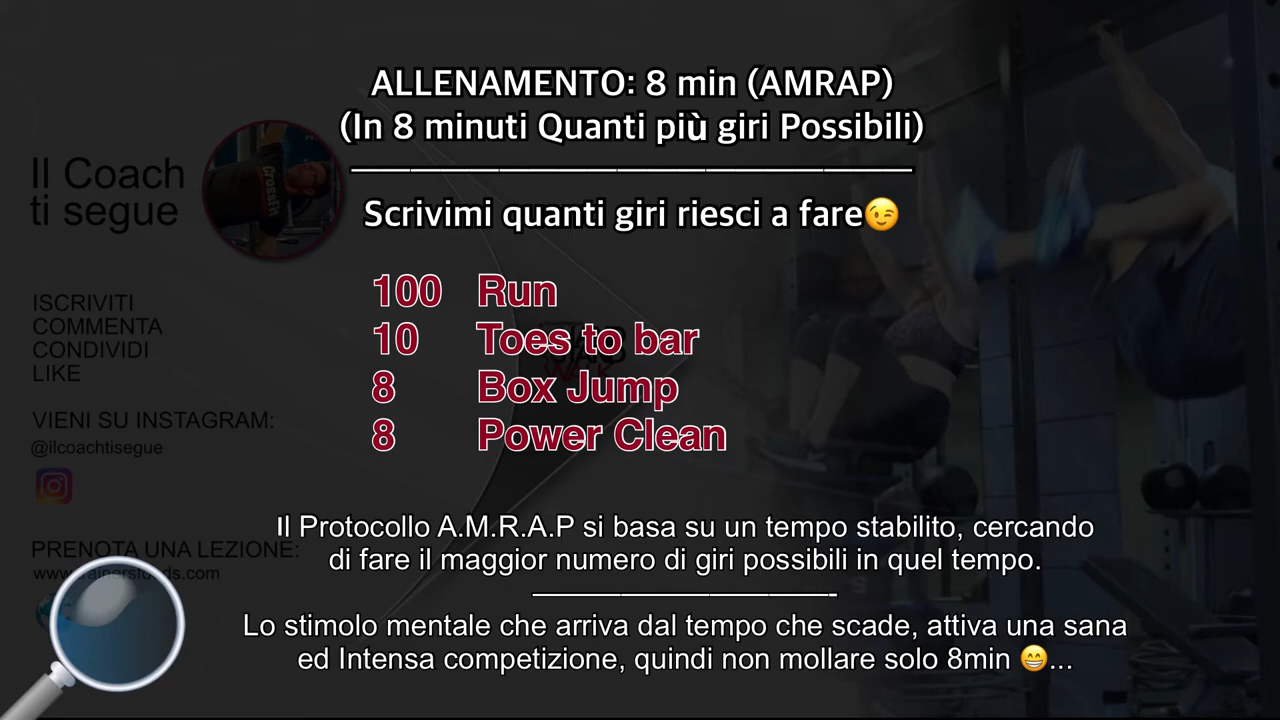 ALLENAMENTO: 8 min (AMRAP)
(In 8 minuti Quanti più giri Possibili)
Scrivimi quanti giri riesci a fare😉
Il Coach
ti segue
Crossfit
ISCRIVITI
COMMENTA
CONDIVIDI
LIKE
VIENI SU INSTAGRAM:
@ilcoachtisegue
PRENOTA UNA LEZIONE:
100 Run
10 Toes to bar
8 Box Jump
8 Power Clean
Il Protocollo A.M.R.A.P si basa su un tempo stabilito, cercando
di fare il maggior numero di giri possibili in quel tempo.
Lo stimolo mentale che arriva dal tempo che scade, attiva una sana
ed Intensa competizione, quindi non mollare solo 8min 😁...